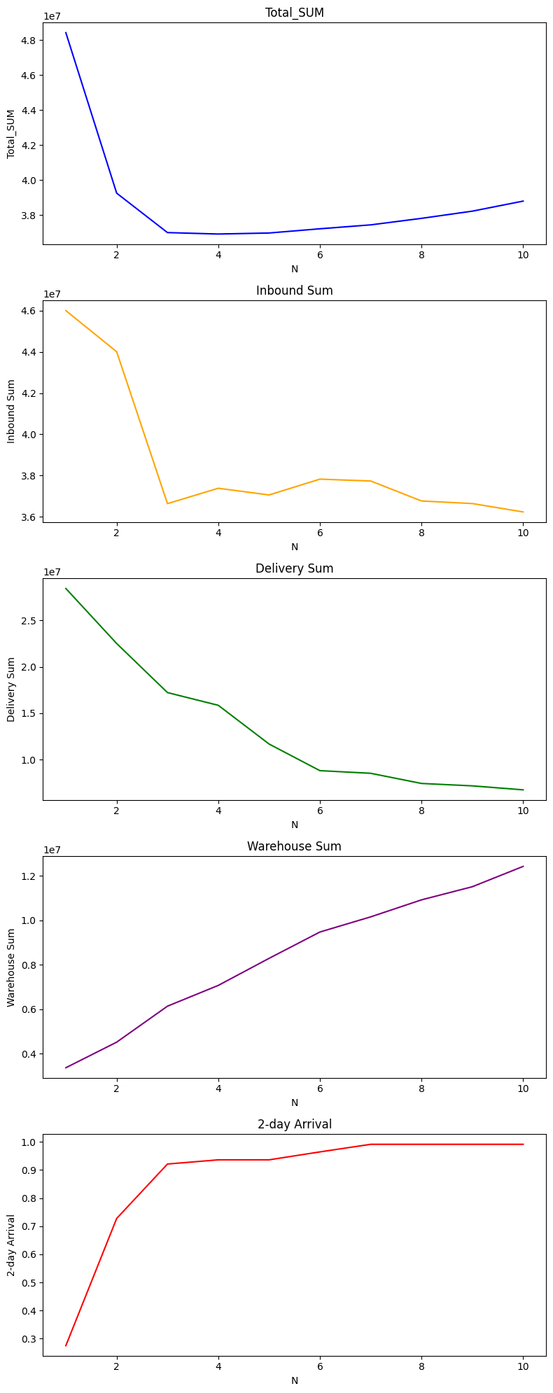 Total_SUM
1e7
4.8
4.6
4.4
4.2
4.0
3.8
Total_SUM
2 4 6 8 10
N
Inbound Sum
1e7
4.6
4.4
4.2
4.0
3.8
3.6
Inbound Sum
2 4 6 8 10
N
Delivery Sum
1e7
2.5
2.0
1.5
1.0
Delivery Sum
2 4 6 8 10
N
Warehouse Sum
1e7
1.2
1.0
0.8
0.6
0.4
Warehouse Sum
2 4 6 8 10
N
2-day Arrival
1.0
0.9
0.8
0.7
0.6
0.5
0.4
0.3
2-day Arrival
2 4 6 8 10
N